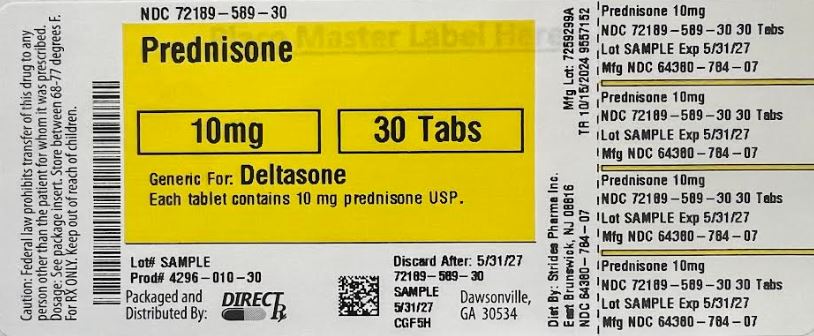 Caution: Federal law prohibits transfer of this drug to any
person other than the patient for whom it was prescribed.
Dosage: See package insert. Store between 68-77 degrees F.
For RX ONLY. Keep out of reach of children.
NDC 72189-589-30
Place Master Label Here
Prednisone
10mg
30 Tabs
Generic For: Deltasone
Each tablet contains 10 mg prednisone USP.
Lot# SAMPLE
Prod# 4296-010-30
Packaged and
Distributed By:
DIRECT Rx
Discard After: 5/31/27
72189-589-30
SAMPLE
5/31/27
CGF5H
Dawsonville,
GA 30534
Mfg Lot: 7259299A
TR 10/15/2024 9557152
Dist By: Strides Pharma Inc.
East Brunswick, NJ 08816
NDC 64380-784-07
Prednisone 10mg
NDC 72189-589-30 30 Tabs
Lot SAMPLE Exp 5/31/27
Mfg NDC 64380-784-07
Prednisone 10mg
NDC 72189-589-30 30 Tabs
Lot SAMPLE Exp 5/31/27
Mfg NDC 64380-784-07
Prednisone 10mg
NDC 72189-589-30 30 Tabs
Lot SAMPLE Exp 5/31/27
Mfg NDC 64380-784-07
Prednisone 10mg
NDC 72189-589-30 30 Tabs
Lot SAMPLE Exp 5/31/27
Mfg NDC 64380-784-07